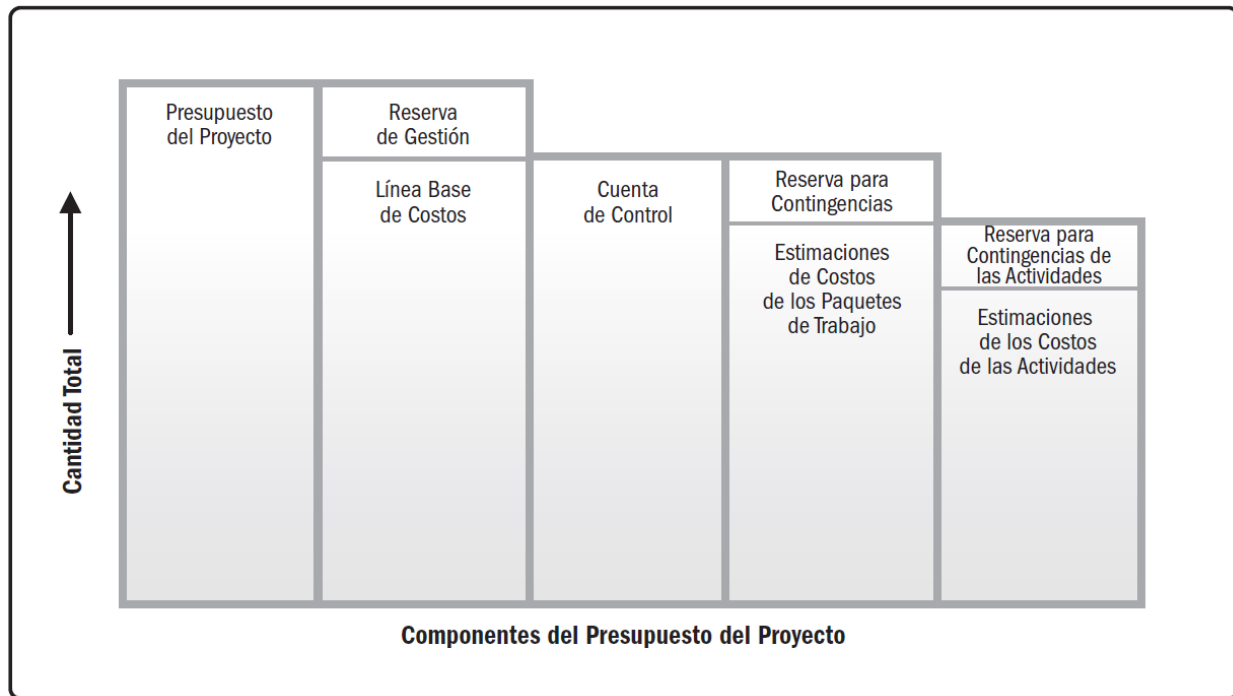 Presupuesto
del Proyecto
Reserva
de Gestión
Línea Base
de Costos
Cuenta
de Control
Reserva para
Contingencias
Estimaciones
de Costos
de los Paquetes
de Trabajo
Reserva para
Contingencias de
las Actividades
Estimaciones
de los Costos
de las Actividades
Cantidad Total
Componentes del Presupuesto del Proyecto